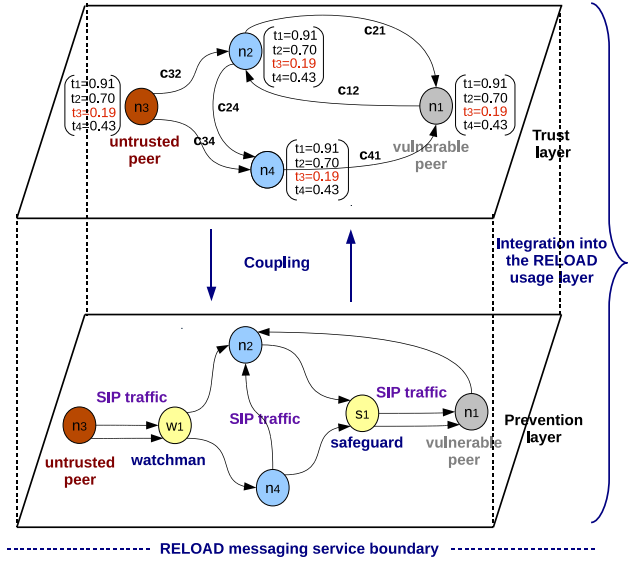 c21
c32
n2
t1=0.91
t2=0.70
t3=0.19
t4=0.43
t1=0.91
t2=0.70
t3=0.19
t4=0.43
n3
untrusted
peer
c12
c24
n1
t1=0.91
t2=0.70
t3=0.19
t4=0.43
vulnerable
peer
Trust
layer
c34
n4
t1=0.91
t2=0.70
t3=0.19
t4=0.43
c41
Coupling
Integration into
the RELOAD
usage layer
n2
SIP traffic
SIP traffic
SIP traffic
n3
w1
s1
n1
untrusted
peer
watchman
safeguard
vulnerable
peer
Prevention
layer
n4
RELOAD messaging service boundary